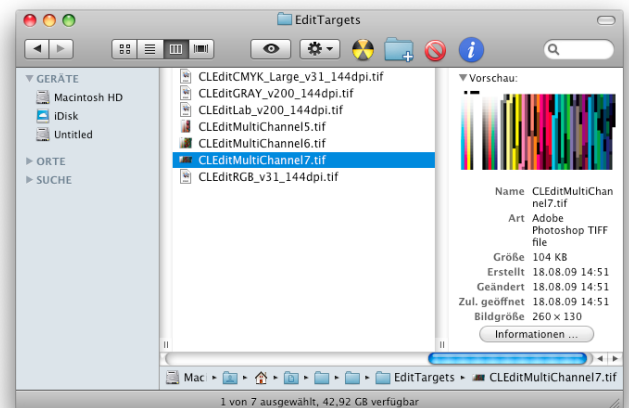 EditTargets
GERÄTE
Macintosh HD
iDisk
Untitled
ORTE
SUCHE
CLEditCMYK_Large_v31_144dpi.tif
CLEditGRAY_v200_144dpi.tif
CLEditLab_v200_144dpi.tif
CLEditMultiChannel5.tif
CLEditMultiChannel6.tif
CLEditMultiChannel7.tif
CLEditRGB_v31_144dpi.tif
Vorschau:
Name CLEditMultiChan
nel7.tif
Art Adobe
Photoshop TIFF
file
Größe 104 KB
Erstellt 18.08.09 14:51
Geändert 18.08.09 14:51
Zul. geöffnet 18.08.09 14:51
Bildgröße 260 × 130
Informationen ...
Mac EditTargets CLEditMultiChannel7.tif
1 von 7 ausgewählt, 42,92 GB verfügbar